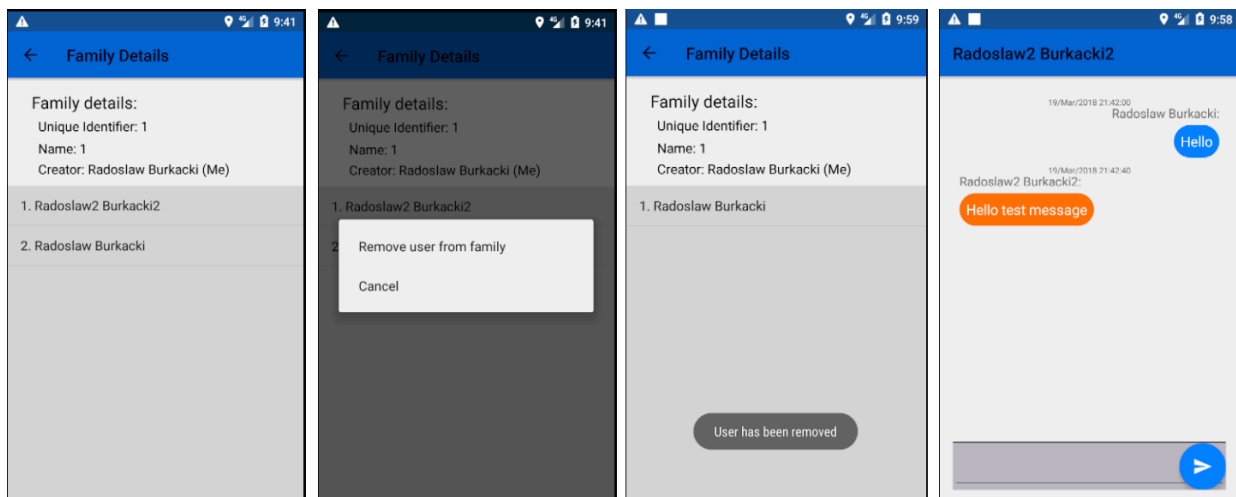 9:41
Family Details
Family details:
Unique Identifier: 1
Name: 1
Creator: Radoslaw Burkacki (Me)
1. Radoslaw2 Burkacki2
2. Radoslaw Burkacki
9:41
Family Details
Family details:
Unique Identifier: 1
Name: 1
Creator: Radoslaw Burkacki (Me)
1. Radoslaw2 Burkacki2
2
Remove user from family
Cancel
4G 9:59
Family Details
Family details:
Unique Identifier: 1
Name: 1
Creator: Radoslaw Burkacki (Me)
1. Radoslaw Burkacki
User has been removed
4G 9:58
Radoslaw2 Burkacki2
19/Mar/2018 21:42:00
Radoslaw Burkacki:
Hello
19/Mar/2018 21:42:40
Radoslaw2 Burkacki2:
Hello test message